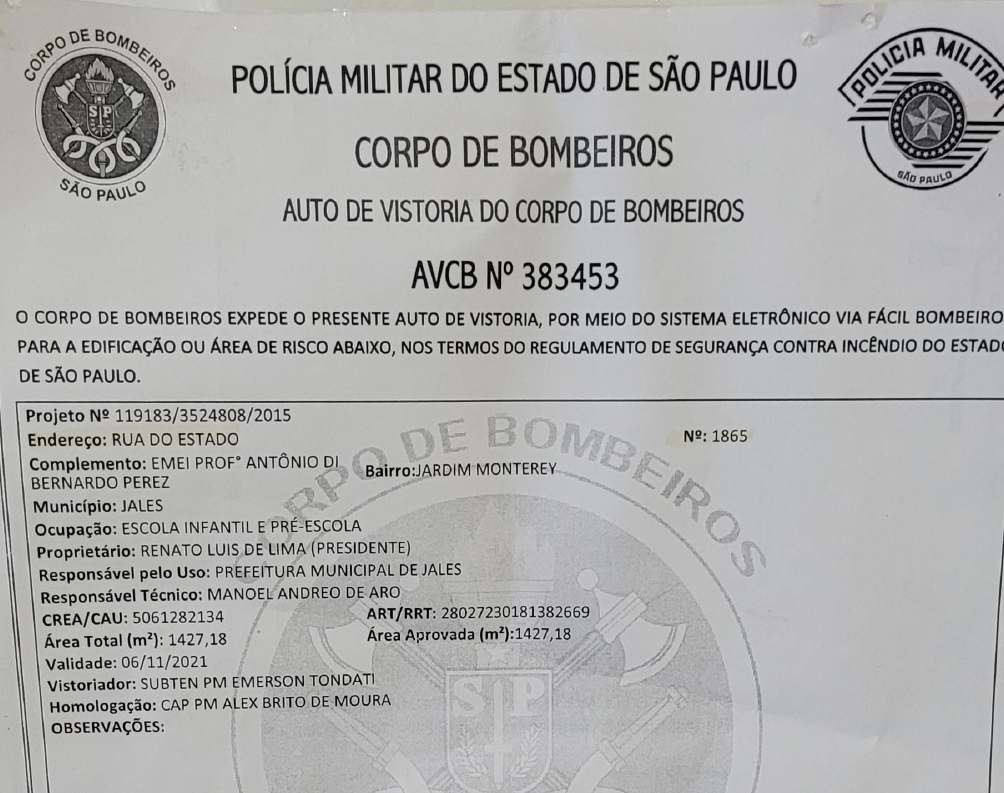 CORPO DE BOMBEIROS
SP
SÃO PAULO
POLÍCIA MILITAR DO ESTADO DE SÃO PAULO
CORPO DE BOMBEIROS
AUTO DE VISTORIA DO CORPO DE BOMBEIROS
AVCB Nº 383453
POLICIA MILITAR
SÃO PAULO
O CORPO DE BOMBEIROS EXPEDE O PRESENTE AUTO DE VISTORIA, POR MEIO DO SISTEMA ELETRÔNICO VIA FÁCIL BOMBEIRO
PARA A EDIFICAÇÃO OU ÁREA DE RISCO ABAIXO, NOS TERMOS DO REGULAMENTO DE SEGURANÇA CONTRA INCÊNDIO DO ESTADO
DE SÃO PAULO.
Projeto Nº 119183/3524808/2015
Endereço: RUA DO ESTADO Nº: 1865
Complemento: EMEI PROFº ANTÔNIO DI
BERNARDO PEREZ
Bairro:JARDIM MONTEREY
Município: JALES
Ocupação: ESCOLA INFANTIL E PRÉ-ESCOLA
Proprietário: RENATO LUIS DE LIMA (PRESIDENTE)
Responsável pelo Uso: PREFEITURA MUNICIPAL DE JALES
Responsável Técnico: MANOEL ANDREO DE ARO
CREA/CAU: 5061282134 ART/RRT: 28027230181382669
Área Total (m²): 1427,18 Área Aprovada (m²):1427,18
Validade: 06/11/2021
Vistoriador: SUBTEN PM EMERSON TONDATI
Homologação: CAP PM ALEX BRITO DE MOURA
OBSERVAÇÕES:
CORPO DE BOMBEIROS
SP